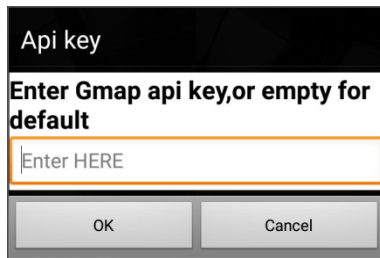 Api key
Enter Gmap api key,or empty for
default
Enter HERE
OK
Cancel